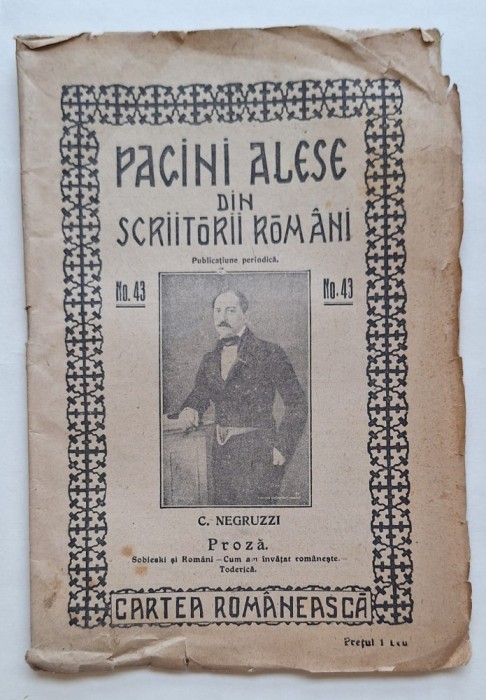 PAGINI ALESE
DIN
SCRIITORII ROMÂNI
Publicațiune periodică.
No. 43 No. 43
C. NEGRUZZI
Proză.
Sobieski și Români — Cum am învățat românește. —
Toderică.
CARTEA ROMÂNEASCĂ
Prețul 1 Leu